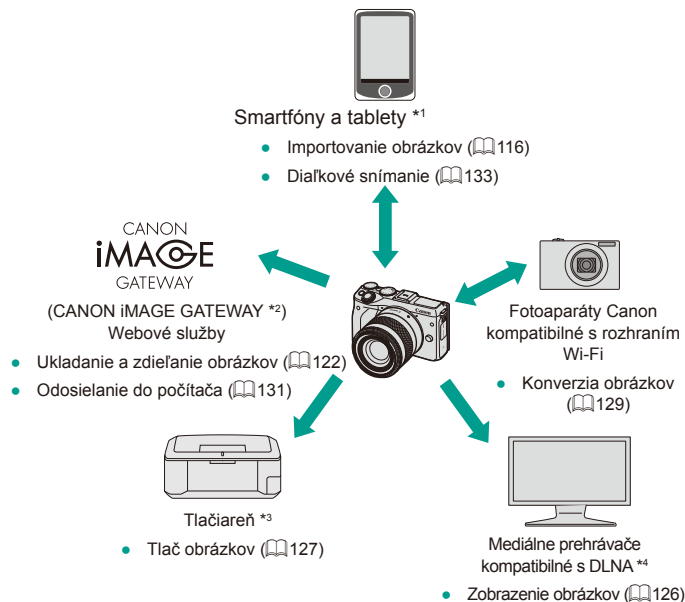 Smartfóny a tablety *1
● Importovanie obrázkov (116)
● Diaľkové snímanie (133)
CANON
iMAGE
GATEWAY
(CANON iMAGE GATEWAY *2)
Webové služby
● Ukladanie a zdieľanie obrázkov (122)
● Odosielanie do počítača (131)
Fotoaparáty Canon
kompatibilné s rozhraním
Wi-Fi
● Konverzia obrázkov
(129)
Tlačiareň *3
● Tlač obrázkov (127)
Mediálne prehrávače
kompatibilné s DLNA *4
● Zobrazenie obrázkov (126)